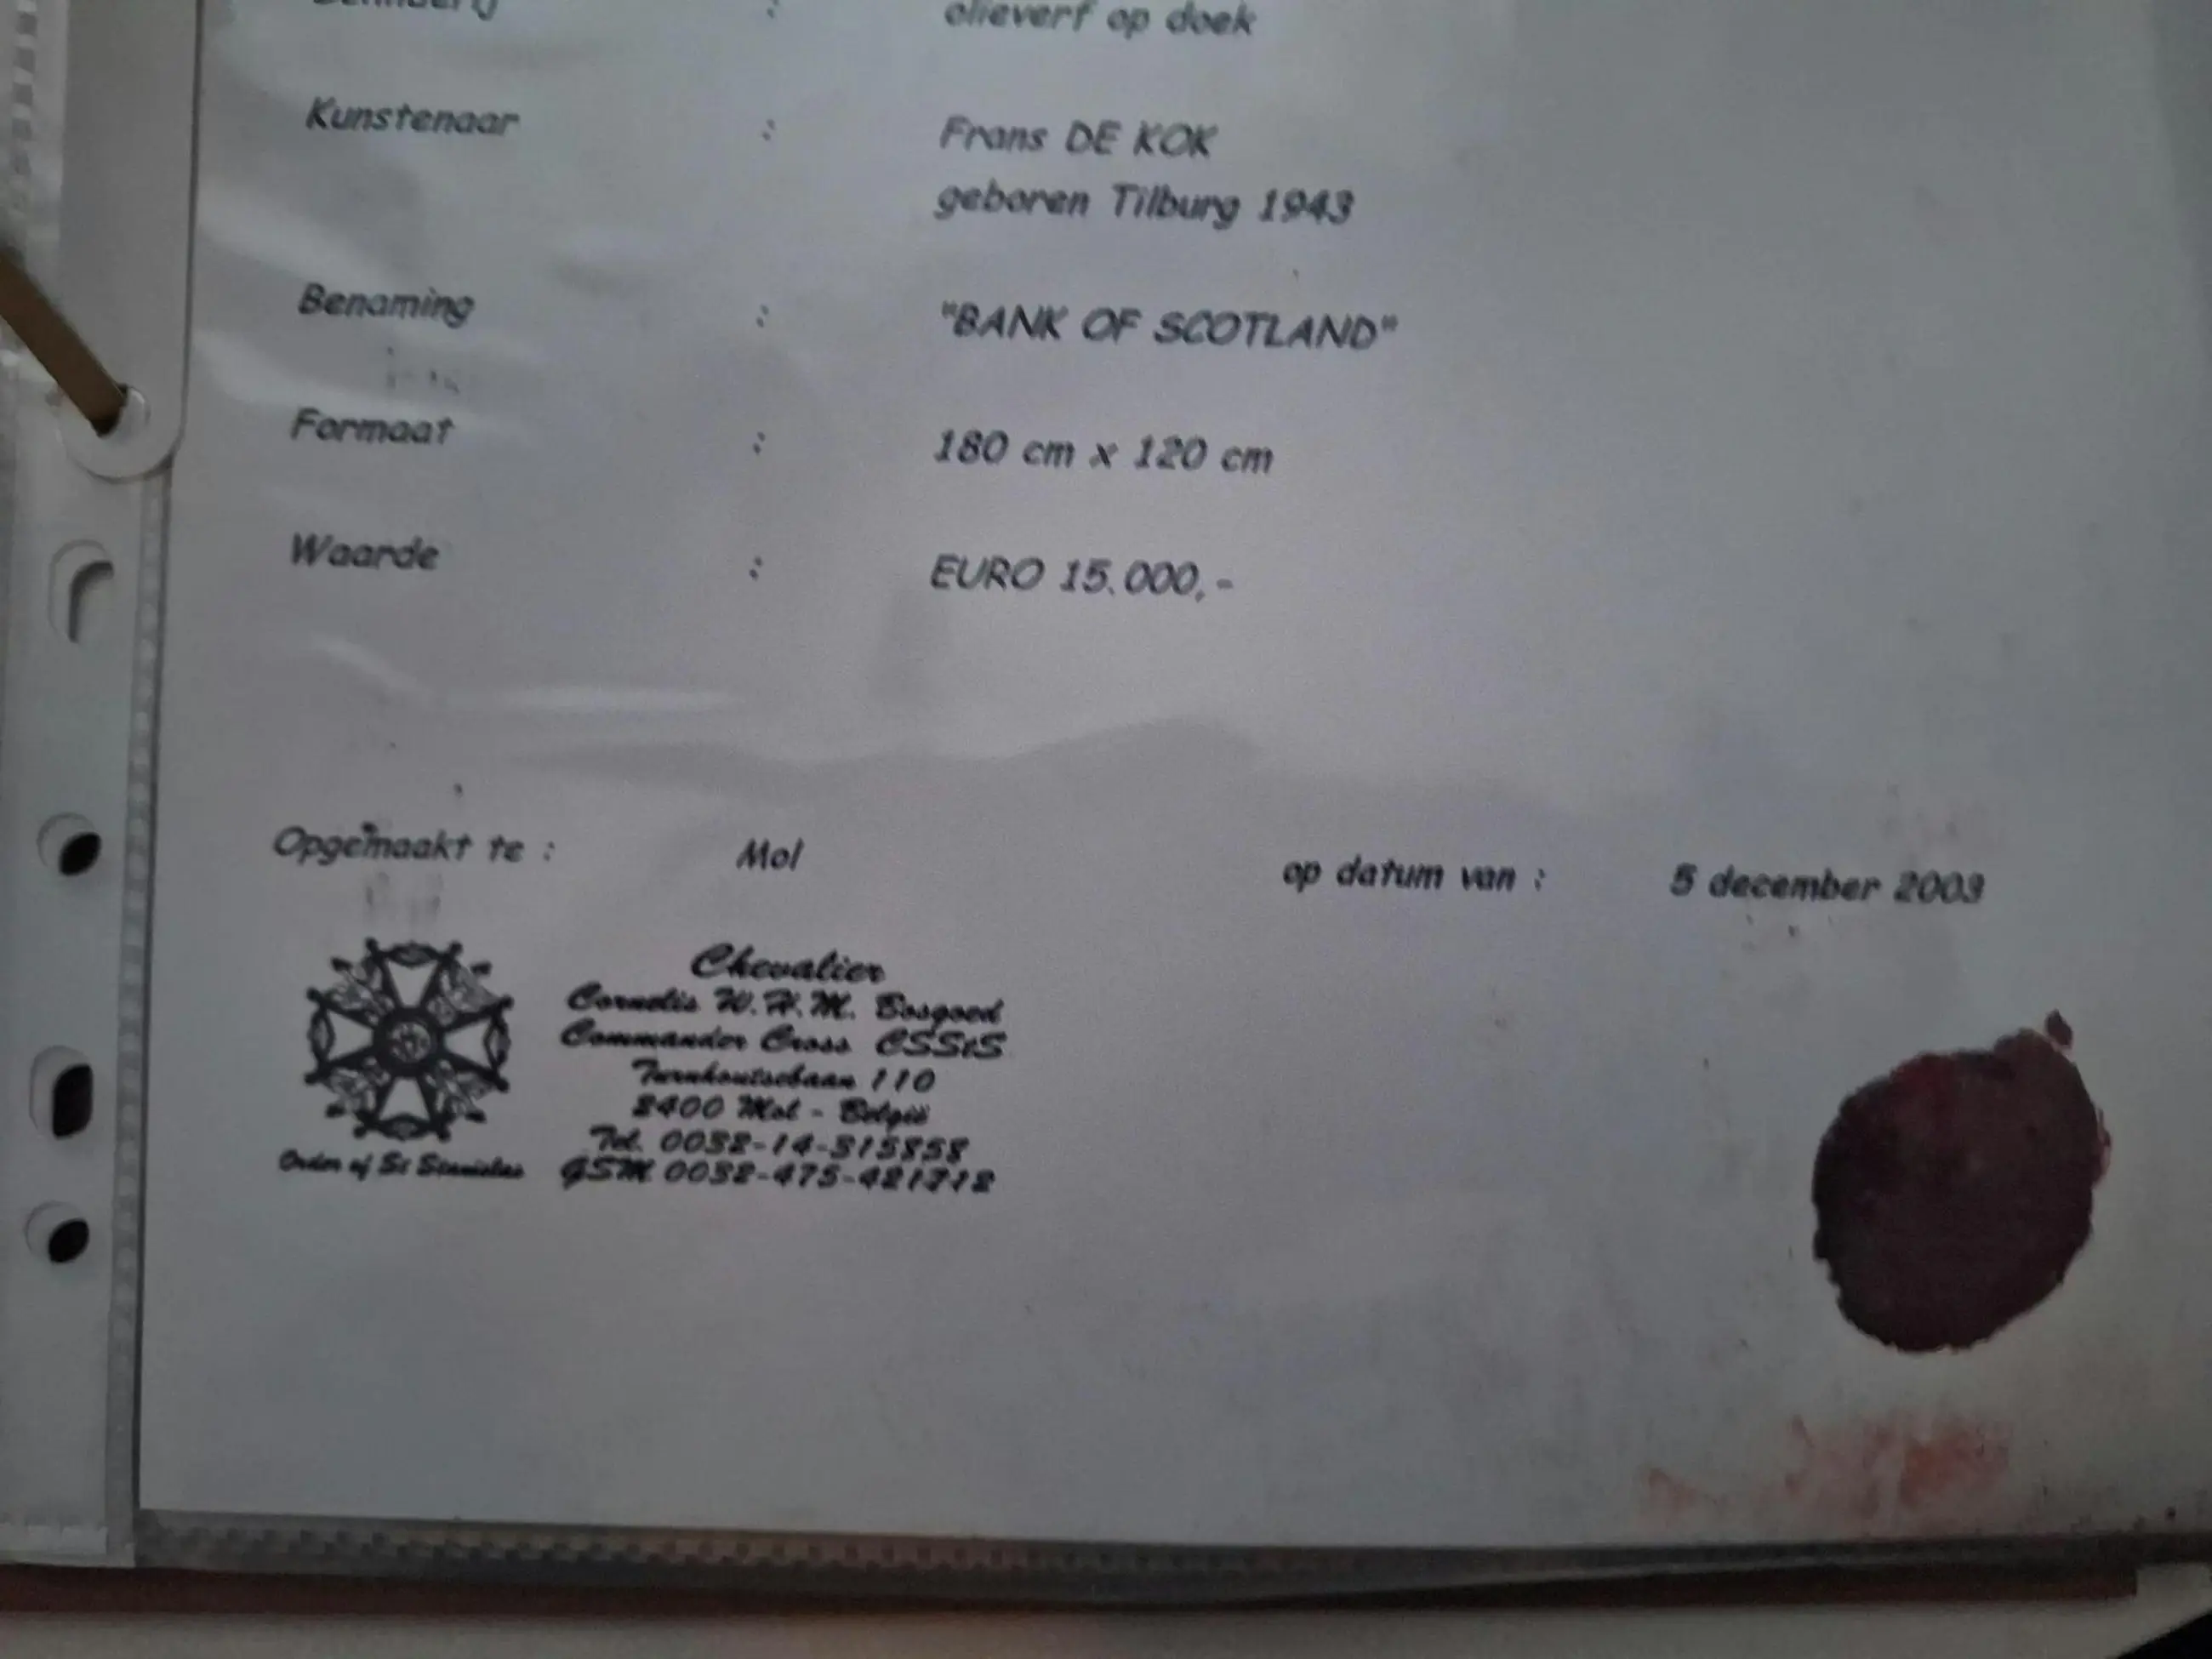 Schilderij : olieverf op doek
Kunstenaar : Frans DE KOK
geboren Tilburg 1943
Benaming : "BANK OF SCOTLAND"
Formaat : 180 cm x 120 cm
Waarde : EURO 15.000,-
Opgemaakt te : Mol op datum van : 5 december 2003
Chevalier
Cornelis W.H.M. Bosgoed
Commander Cross CSStS
Turnhoutsebaan 110
2400 Mol - België
Tel. 0032-14-315858
GSM 0032-475-421212
Order of St Stanislas